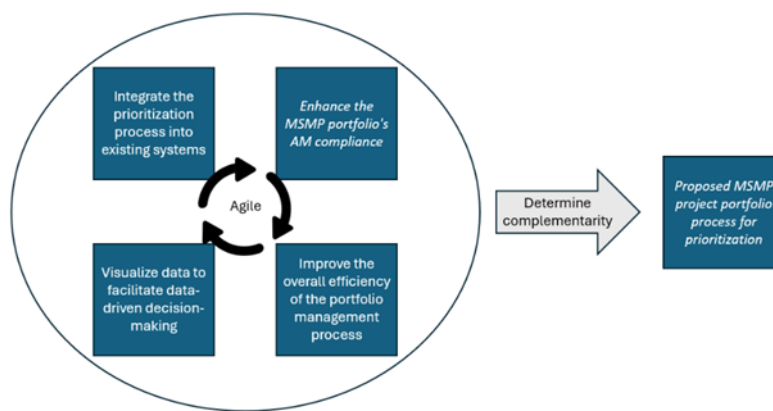 Integrate the
prioritization
process into
existing systems
Enhance the
MSMP portfolio's
AM compliance
Agile
Visualize data to
facilitate data-
driven decision-
making
Improve the
overall efficiency
of the portfolio
management
process
Determine
complementarity
Proposed MSMP
project portfolio
process for
prioritization